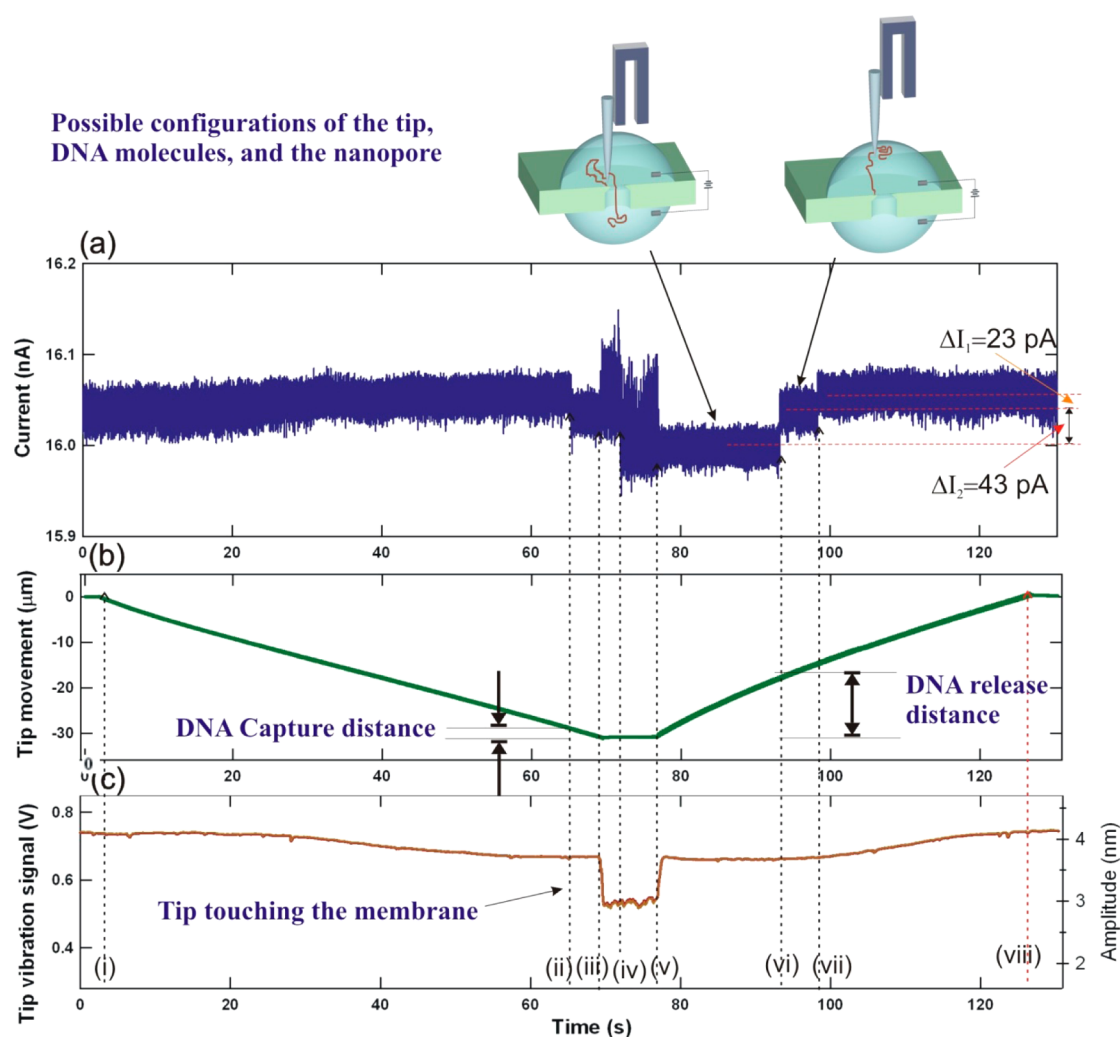 Possible configurations of the tip,
DNA molecules, and the nanopore
(a)
16.2
16.1
16.0
15.9
Current (nA)
ΔI₁=23 pA
ΔI₂=43 pA
0 20 40 60 80 100 120
(b)
0
-10
-20
-30
Tip movement (μm)
DNA Capture distance
DNA release
distance
0
0 20 40 60 80 100 120
(c)
0.8
0.6
0.4
Tip vibration signal (V)
Tip touching the membrane
4
3
2
Amplitude (nm)
(i) (ii) (iii) (iv) (v) (vi) (vii) (viii)
0 20 40 60 80 100 120
Time (s)